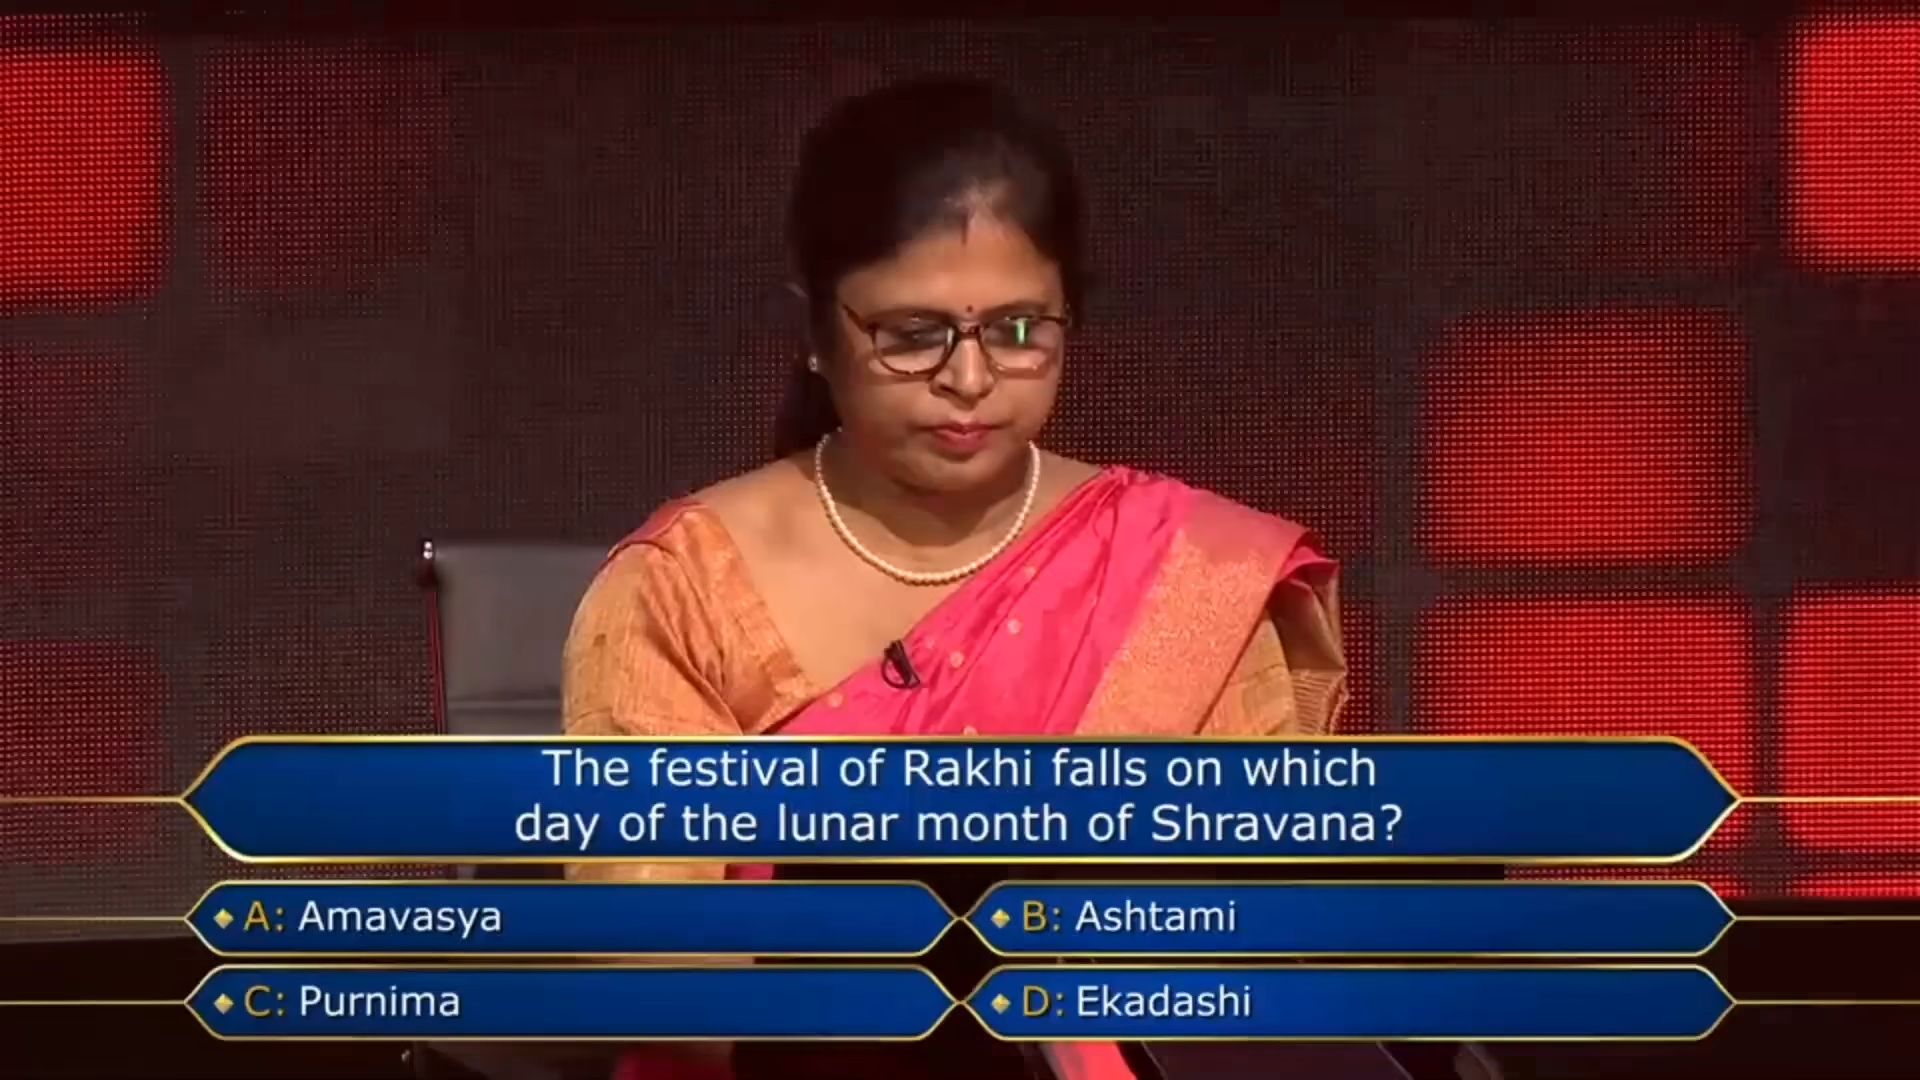 The festival of Rakhi falls on which
day of the lunar month of Shravana?
A: Amavasya
B: Ashtami
C: Purnima
D: Ekadashi